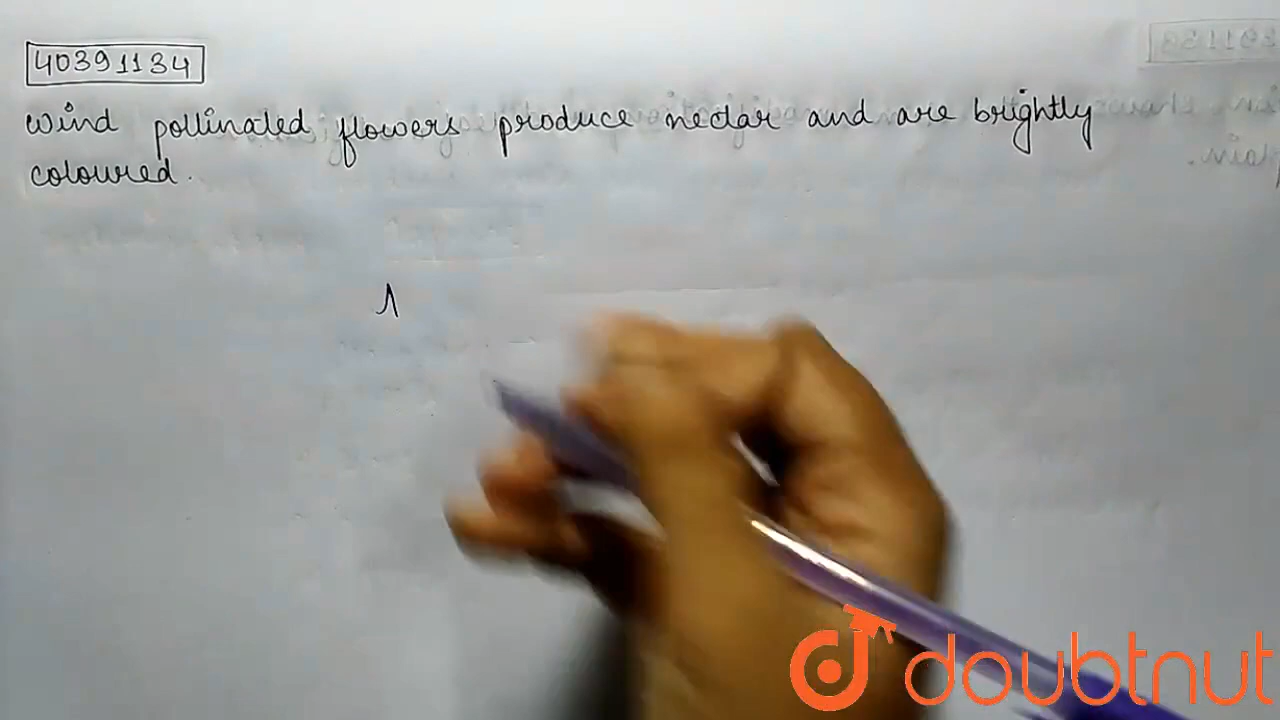 40391134
Wind pollinated flowers produce nectar and are brightly
coloured.
doubtnut